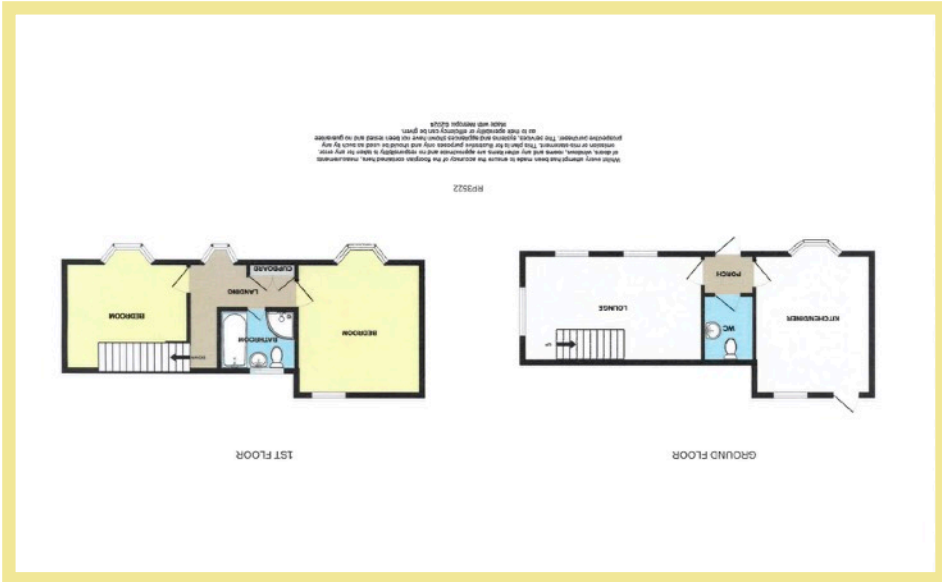 GROUND FLOOR
1ST FLOOR
KITCHEN/DINER
WC
UP
LOUNGE
PORCH
BEDROOM
BATHROOM
DOWN
LANDING
CUPBOARD
BEDROOM
RP3522
Whilst every attempt has been made to ensure the accuracy of the floorplan contained here, measurements
of doors, windows, rooms and any other items are approximate and no responsibility is taken for any error,
omission or mis-statement. This plan is for illustrative purposes only and should be used as such by any
prospective purchaser. The services, systems and appliances shown have not been tested and no guarantee
as to their operability or efficiency can be given.
Made with Metropix ©2024